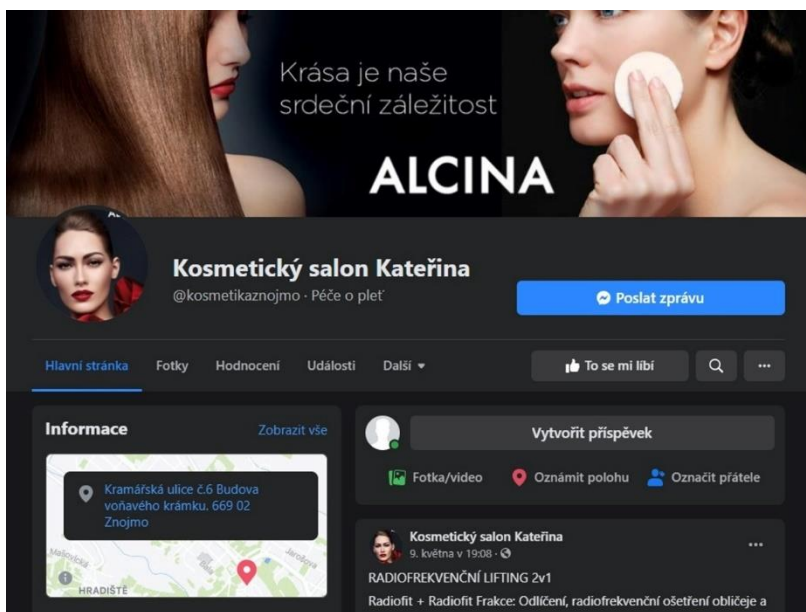 Krása je naše
srdeční záležitost
ALCINA
Kosmetický salon Kateřina
@kosmetikaznojmo · Péče o pleť
Poslat zprávu
Hlavní stránka Fotky Hodnocení Události Další
To se mi líbí
Informace Zobrazit vše
Kramářská ulice č.6 Budova
voňavého krámku. 669 02
Znojmo
Mašovická
Jarošova
HRADIŠTĚ
Vytvořit příspěvek
Fotka/video Oznámit polohu Označit přátele
Kosmetický salon Kateřina
9. května v 19:08 ·
RADIOFREKVENČNÍ LIFTING 2v1
Radiofit + Radiofit Frakce: Odlíčení, radiofrekvenční ošetření obličeje a